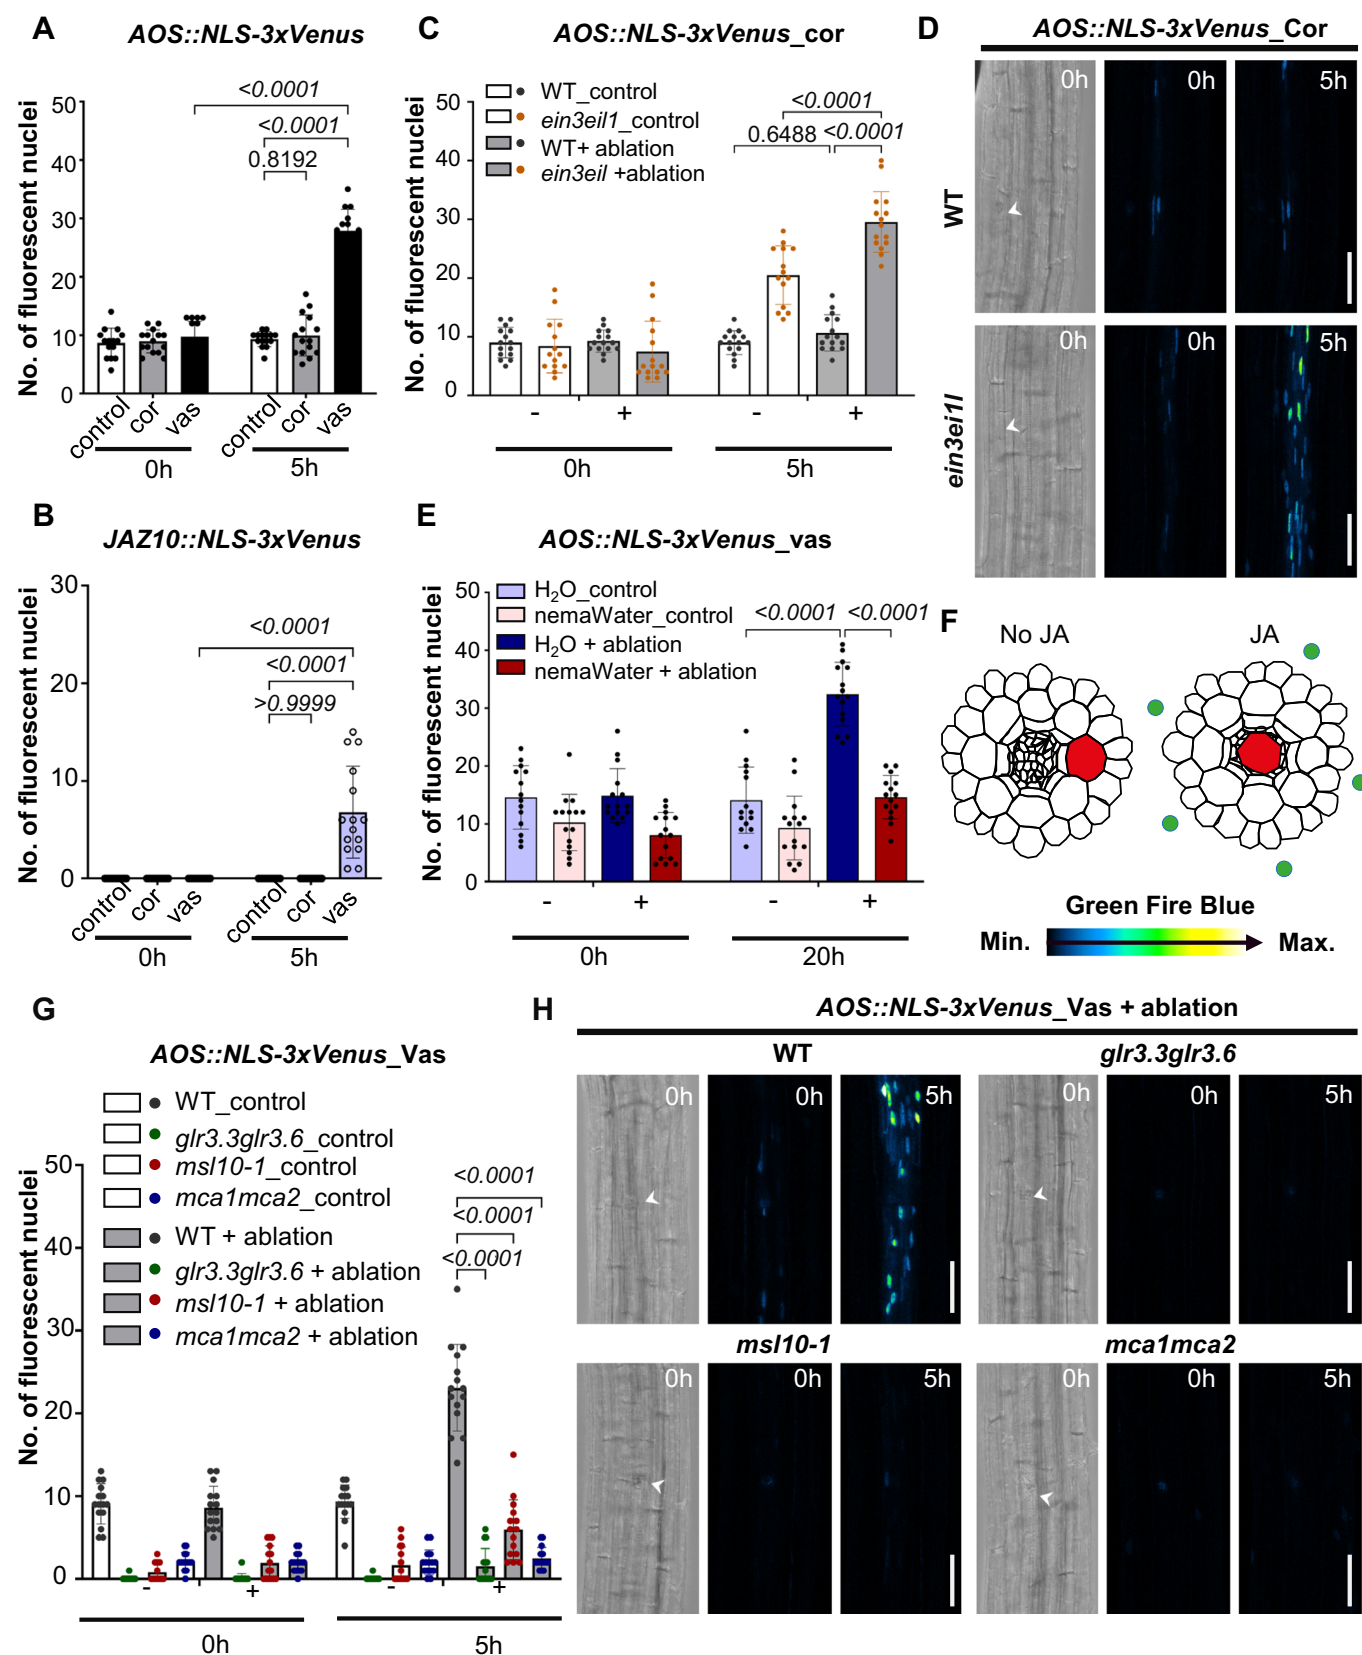 A
AOS::NLS-3xVenus
No. of fluorescent nuclei
50
40
30
20
10
0
<0.0001
<0.0001
0.8192
control
cor
vas
control
cor
vas
0h
5h
B
JAZ10::NLS-3xVenus
No. of fluorescent nuclei
30
20
10
0
<0.0001
<0.0001
>0.9999
control
cor
vas
control
cor
vas
0h
5h
C
AOS::NLS-3xVenus_cor
WT_control
ein3eil1_control
WT+ ablation
ein3eil +ablation
No. of fluorescent nuclei
50
40
30
20
10
0
<0.0001
0.6488
<0.0001
-
+
-
+
0h
5h
D
AOS::NLS-3xVenus_Cor
WT
0h
0h
5h
ein3ei1l
0h
0h
5h
E
AOS::NLS-3xVenus_vas
H₂O_control
nemaWater_control
H₂O + ablation
nemaWater + ablation
No. of fluorescent nuclei
50
40
30
20
10
0
<0.0001
<0.0001
-
+
-
+
0h
20h
F
No JA
JA
Green Fire Blue
Min.
Max.
G
AOS::NLS-3xVenus_Vas
WT_control
glr3.3glr3.6_control
msl10-1_control
mca1mca2_control
WT + ablation
glr3.3glr3.6 + ablation
msl10-1 + ablation
mca1mca2 + ablation
No. of fluorescent nuclei
50
40
30
20
10
0
<0.0001
<0.0001
<0.0001
-
+
-
+
0h
5h
H
AOS::NLS-3xVenus_Vas + ablation
WT
glr3.3glr3.6
0h
0h
5h
0h
0h
5h
msl10-1
mca1mca2
0h
0h
5h
0h
0h
5h